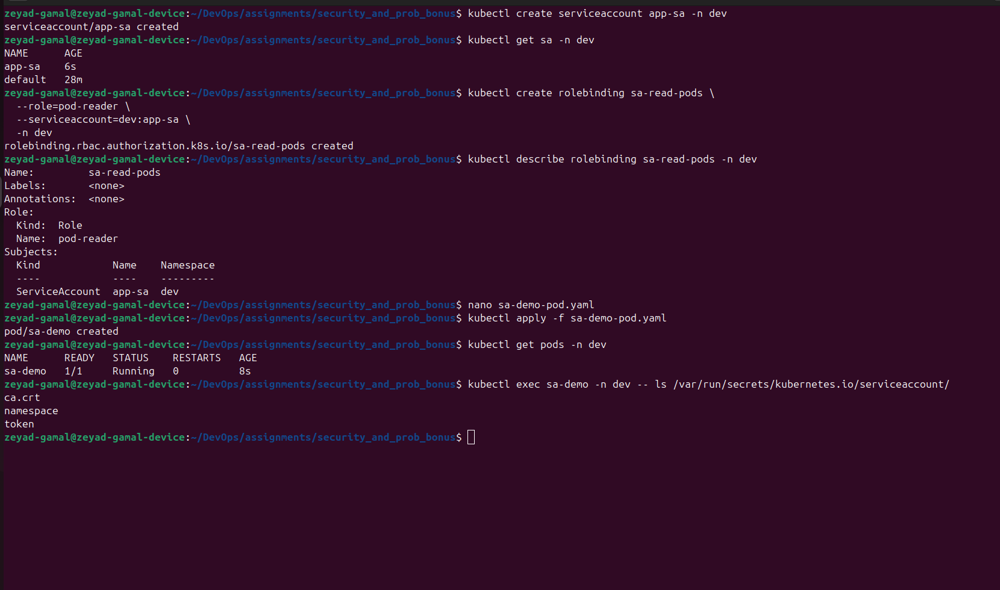 zeyad-gamal@zeyad-gamal-device:~/DevOps/assignments/security_and_prob_bonus$ kubectl create serviceaccount app-sa -n dev
serviceaccount/app-sa created
zeyad-gamal@zeyad-gamal-device:~/DevOps/assignments/security_and_prob_bonus$ kubectl get sa -n dev
NAME      AGE
app-sa    6s
default   28m
zeyad-gamal@zeyad-gamal-device:~/DevOps/assignments/security_and_prob_bonus$ kubectl create rolebinding sa-read-pods \
  --role=pod-reader \
  --serviceaccount=dev:app-sa \
  -n dev
rolebinding.rbac.authorization.k8s.io/sa-read-pods created
zeyad-gamal@zeyad-gamal-device:~/DevOps/assignments/security_and_prob_bonus$ kubectl describe rolebinding sa-read-pods -n dev
Name:         sa-read-pods
Labels:       <none>
Annotations:  <none>
Role:
  Kind:  Role
  Name:  pod-reader
Subjects:
  Kind            Name    Namespace
  ----            ----    ---------
  ServiceAccount  app-sa  dev
zeyad-gamal@zeyad-gamal-device:~/DevOps/assignments/security_and_prob_bonus$ nano sa-demo-pod.yaml
zeyad-gamal@zeyad-gamal-device:~/DevOps/assignments/security_and_prob_bonus$ kubectl apply -f sa-demo-pod.yaml
pod/sa-demo created
zeyad-gamal@zeyad-gamal-device:~/DevOps/assignments/security_and_prob_bonus$ kubectl get pods -n dev
NAME      READY   STATUS    RESTARTS   AGE
sa-demo   1/1     Running   0          8s
zeyad-gamal@zeyad-gamal-device:~/DevOps/assignments/security_and_prob_bonus$ kubectl exec sa-demo -n dev -- ls /var/run/secrets/kubernetes.io/serviceaccount/
ca.crt
namespace
token
zeyad-gamal@zeyad-gamal-device:~/DevOps/assignments/security_and_prob_bonus$